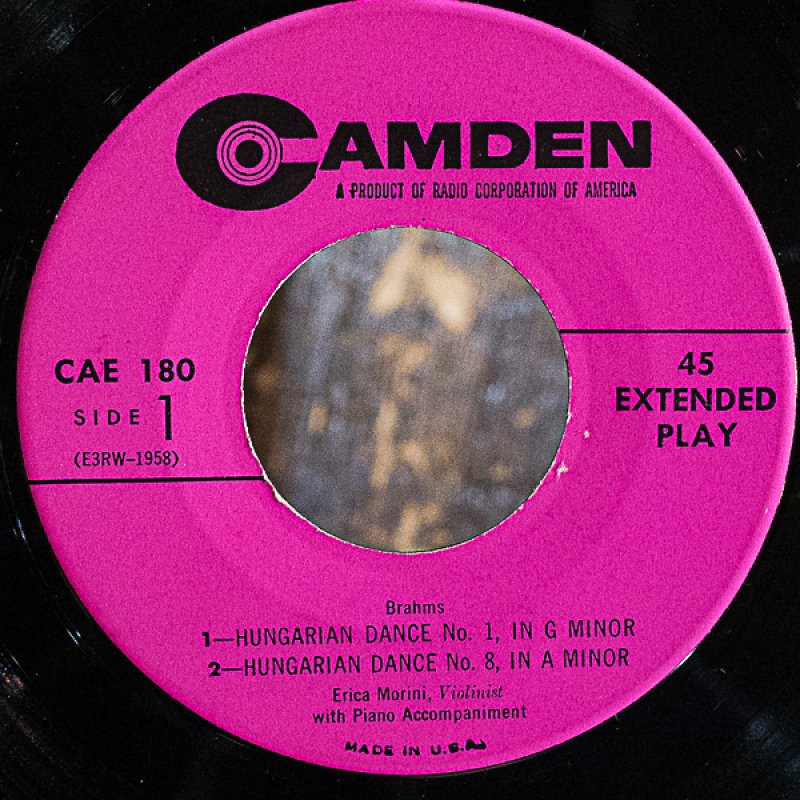 CAMDEN
A PRODUCT OF RADIO CORPORATION OF AMERICA
CAE 180
SIDE 1
(E3RW-1958)
45
EXTENDED
PLAY
Brahms
1—HUNGARIAN DANCE No. 1, IN G MINOR
2—HUNGARIAN DANCE No. 8, IN A MINOR
Erica Morini, Violinist
with Piano Accompaniment
MADE IN U.S.A.